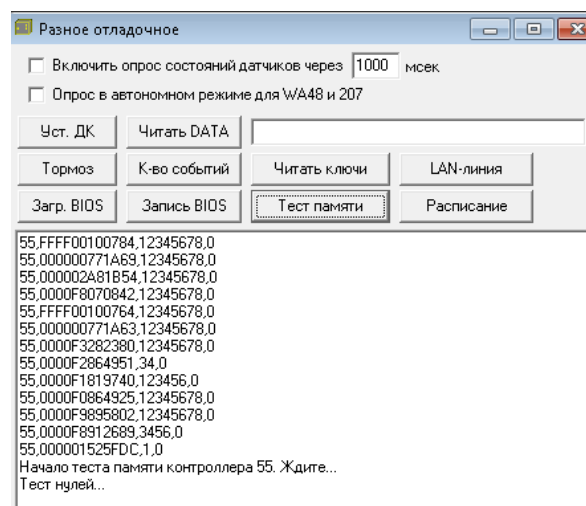 Разное отладочное
Включить опрос состояний датчиков через 1000 мсек
Опрос в автономном режиме для WA48 и 207
Уст. ДК Читать DATA
Тормоз К-во событий Читать ключи LAN-линия
Загр. BIOS Запись BIOS Тест памяти Расписание
55,FFFF00100784,12345678,0
55,000000771A69,12345678,0
55,000002A81B54,12345678,0
55,0000F8070842,12345678,0
55,FFFF00100764,12345678,0
55,000000771A63,12345678,0
55,0000F3282380,12345678,0
55,0000F2864951,34,0
55,0000F1819740,123456,0
55,0000F0864925,12345678,0
55,0000F9895802,12345678,0
55,0000F8912689,3456,0
55,000001525FDC,1,0
Начало теста памяти контроллера 55. Ждите...
Тест нулей...